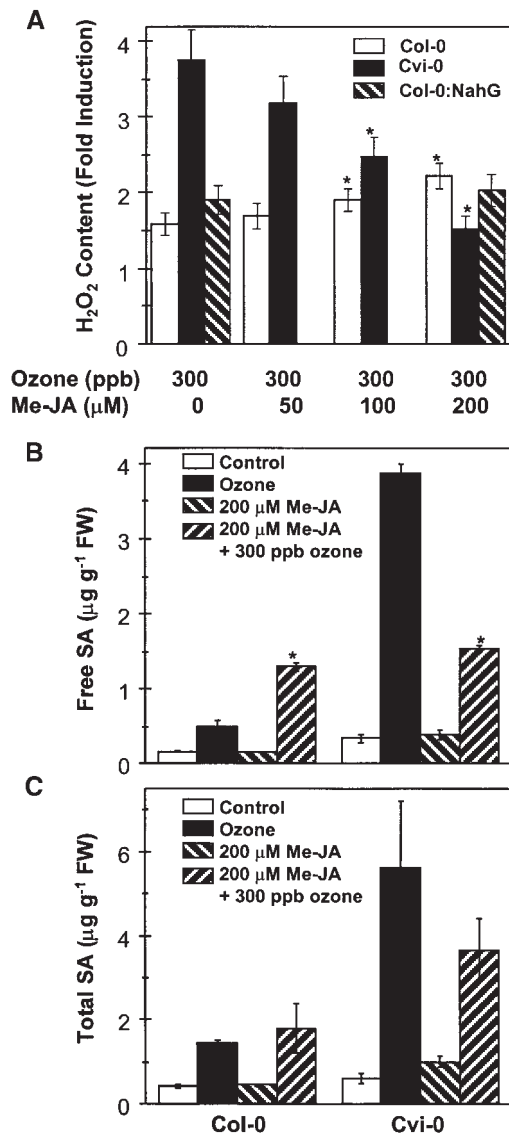 A
H₂O₂ Content (Fold Induction)
4
3
2
1
0
Col-0
Cvi-0
Col-0:NahG
*
*
*
*
Ozone (ppb) 300 300 300 300
Me-JA (μM) 0 50 100 200
B
Free SA (μg g⁻¹ FW)
4
3
2
1
0
Control
Ozone
200 μM Me-JA
200 μM Me-JA
+ 300 ppb ozone
*
*
C
Total SA (μg g⁻¹ FW)
6
4
2
0
Control
Ozone
200 μM Me-JA
200 μM Me-JA
+ 300 ppb ozone
Col-0 Cvi-0